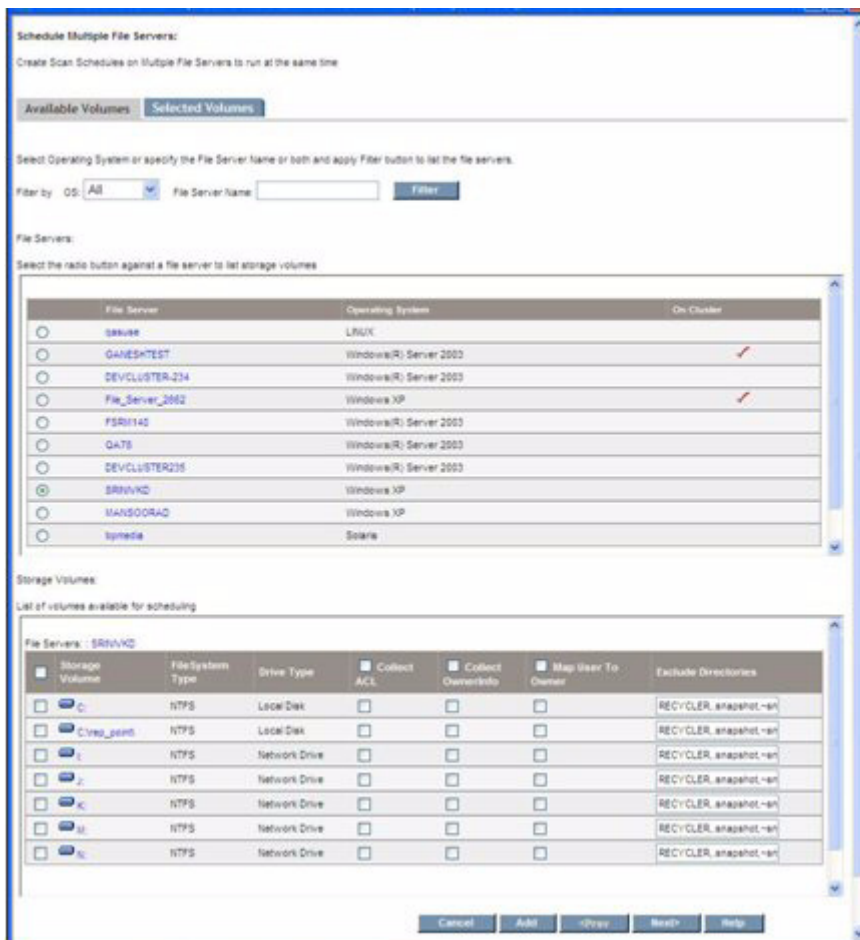 Schedule Multiple File Servers:
Create Scan Schedules on Multiple File Servers to run at the same time
Available Volumes Selected Volumes
Select Operating System or specify the File Server Name or both and apply Filter button to list the file servers.
Filter by OS: All File Server Name Filter
File Servers:
Select the radio button against a file server to list storage volumes
File Server Operating System On Cluster
LINUX
GANESHTEST Windows(R) Server 2003
DEVCLUSTER-234 Windows(R) Server 2003
File_Server_2662 Windows XP
FSRM140 Windows(R) Server 2003
QA78 Windows(R) Server 2003
DEVCLUSTER235 Windows(R) Server 2003
SRINIVKD Windows XP
MANSOORAD Windows XP
bpmedia Solaris
Storage Volumes:
List of volumes available for scheduling
File Servers: : SRINIVKD
Storage Volume FileSystem Type Drive Type Collect ACL Collect OwnerInfo Map User To Owner Exclude Directories
C: NTFS Local Disk RECYCLER, snapshot,~sn
C:\rep_point\ NTFS Local Disk RECYCLER, snapshot,~sn
I: NTFS Network Drive RECYCLER, snapshot,~sn
J: NTFS Network Drive RECYCLER, snapshot,~sn
K: NTFS Network Drive RECYCLER, snapshot,~sn
M: NTFS Network Drive RECYCLER, snapshot,~sn
N: NTFS Network Drive RECYCLER, snapshot,~sn
Cancel Add <Prev Next> Help